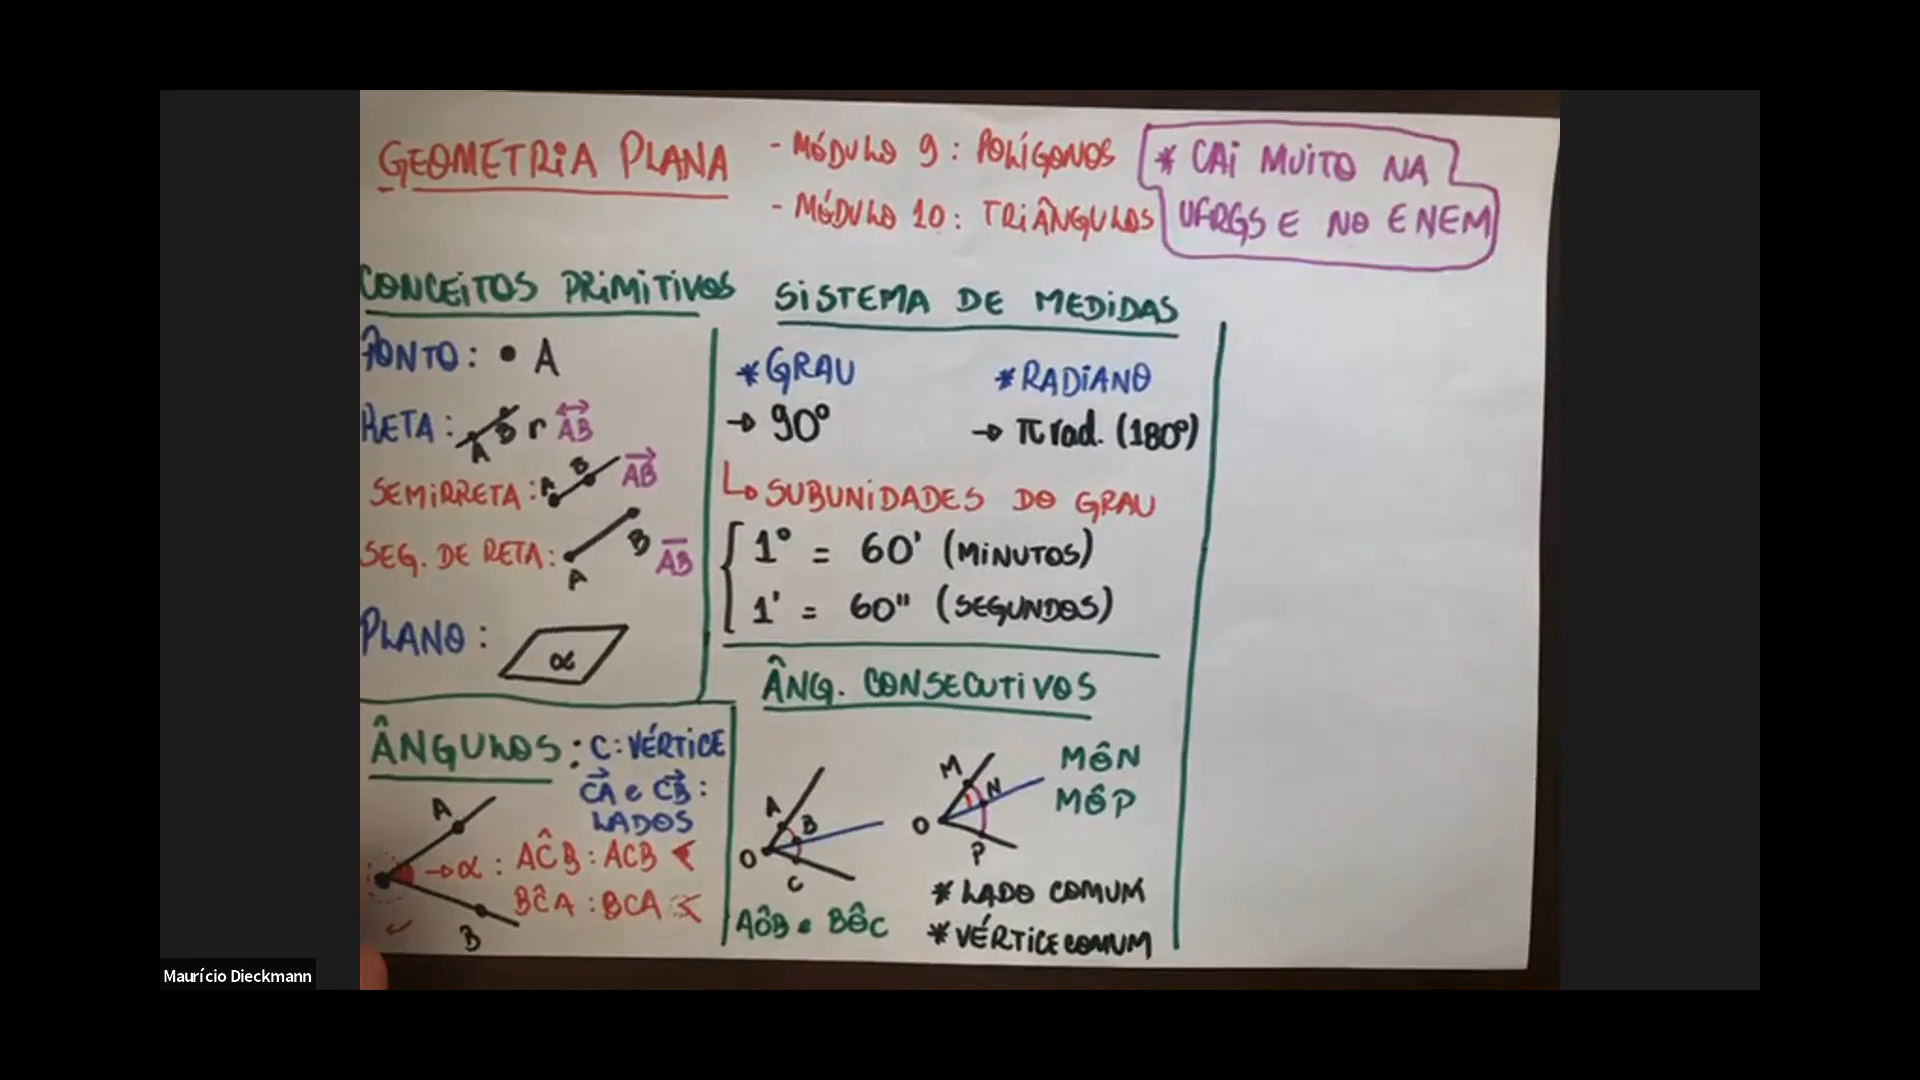 GEOMETRIA PLANA
- MÓDULO 9: POLÍGONOS
- MÓDULO 10: TRIÂNGULOS
* CAI MUITO NA
UFRGS E NO ENEM
CONCEITOS PRIMITIVOS
PONTO: • A
RETA: A B r AB
SEMIRRETA: A B AB
SEG. DE RETA: A B AB
PLANO: α
SISTEMA DE MEDIDAS
* GRAU
→ 90°
* RADIANO
→ π rad. (180°)
↳ SUBUNIDADES DO GRAU
1° = 60' (MINUTOS)
1' = 60" (SEGUNDOS)
ÂNGULOS: C: VÉRTICE
CA e CB:
LADOS
A
→ α: AĈB: ACB ∢
BĈA: BCA ∢
B
ÂNG. CONSECUTIVOS
A B
O
C
AÔB e BÔC
M N
O
P
MÔN
MÔP
* LADO COMUM
* VÉRTICE COMUM
Maurício Dieckmann